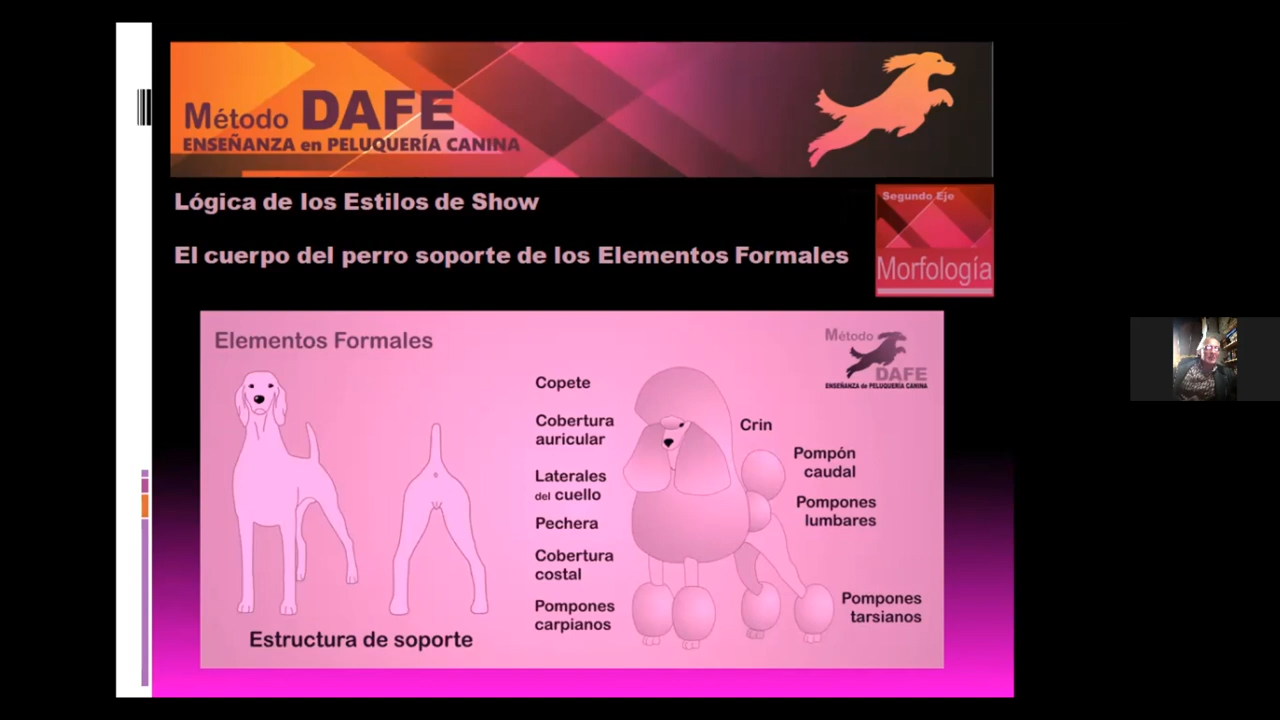 Método DAFE
ENSEÑANZA en PELUQUERÍA CANINA
Lógica de los Estilos de Show
El cuerpo del perro soporte de los Elementos Formales
Segundo Eje
Morfología
Elementos Formales
Método
DAFE
ENSEÑANZA de PELUQUERÍA CANINA
Copete
Cobertura
auricular
Laterales
del cuello
Pechera
Cobertura
costal
Pompones
carpianos
Crin
Pompón
caudal
Pompones
lumbares
Pompones
tarsianos
Estructura de soporte